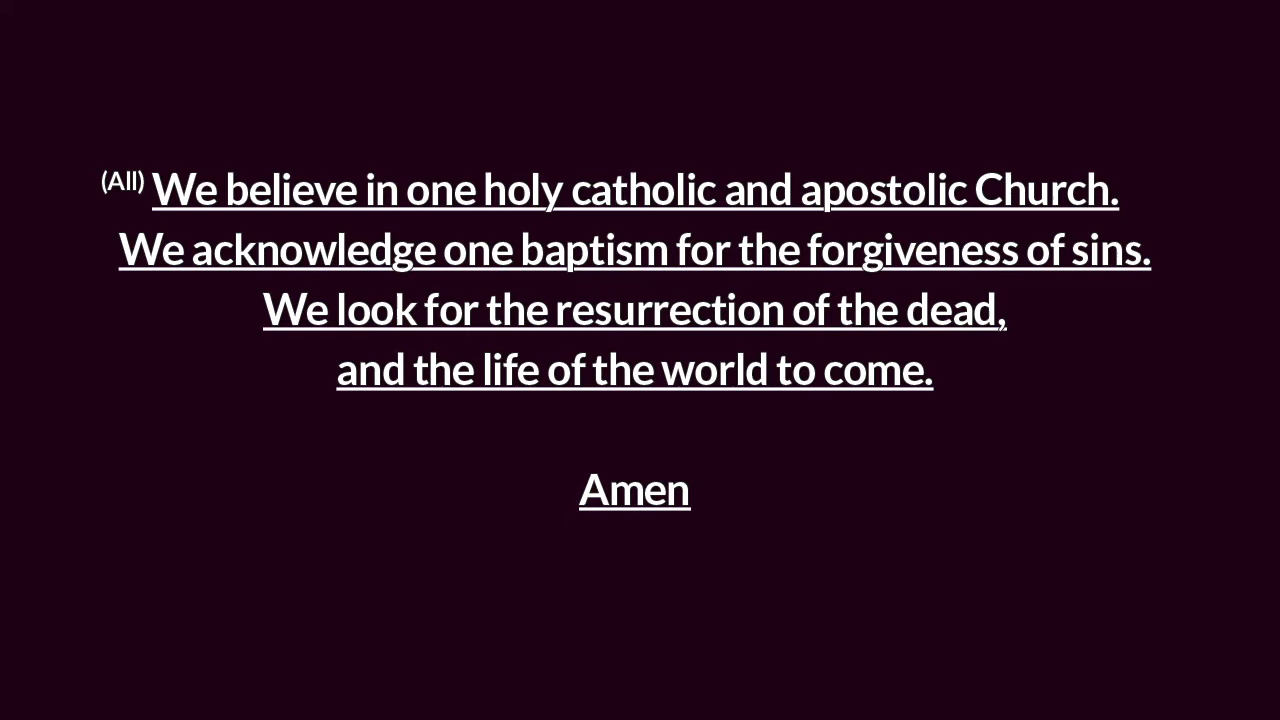 (All) We believe in one holy catholic and apostolic Church.
We acknowledge one baptism for the forgiveness of sins.
We look for the resurrection of the dead,
and the life of the world to come.
Amen